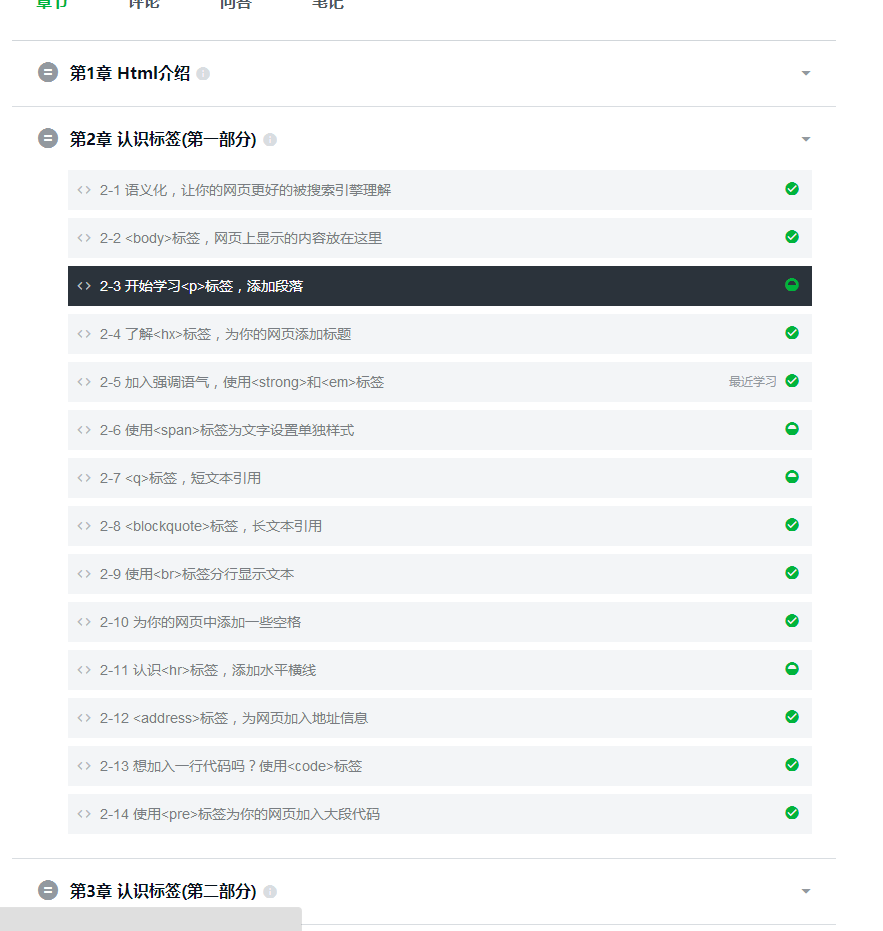 章节 评论 问答 笔记
第1章 Html介绍
第2章 认识标签(第一部分)
2-1 语义化，让你的网页更好的被搜索引擎理解
2-2 <body>标签，网页上显示的内容放在这里
2-3 开始学习<p>标签，添加段落
2-4 了解<hx>标签，为你的网页添加标题
2-5 加入强调语气，使用<strong>和<em>标签 最近学习
2-6 使用<span>标签为文字设置单独样式
2-7 <q>标签，短文本引用
2-8 <blockquote>标签，长文本引用
2-9 使用<br>标签分行显示文本
2-10 为你的网页中添加一些空格
2-11 认识<hr>标签，添加水平横线
2-12 <address>标签，为网页加入地址信息
2-13 想加入一行代码吗？使用<code>标签
2-14 使用<pre>标签为你的网页加入大段代码
第3章 认识标签(第二部分)